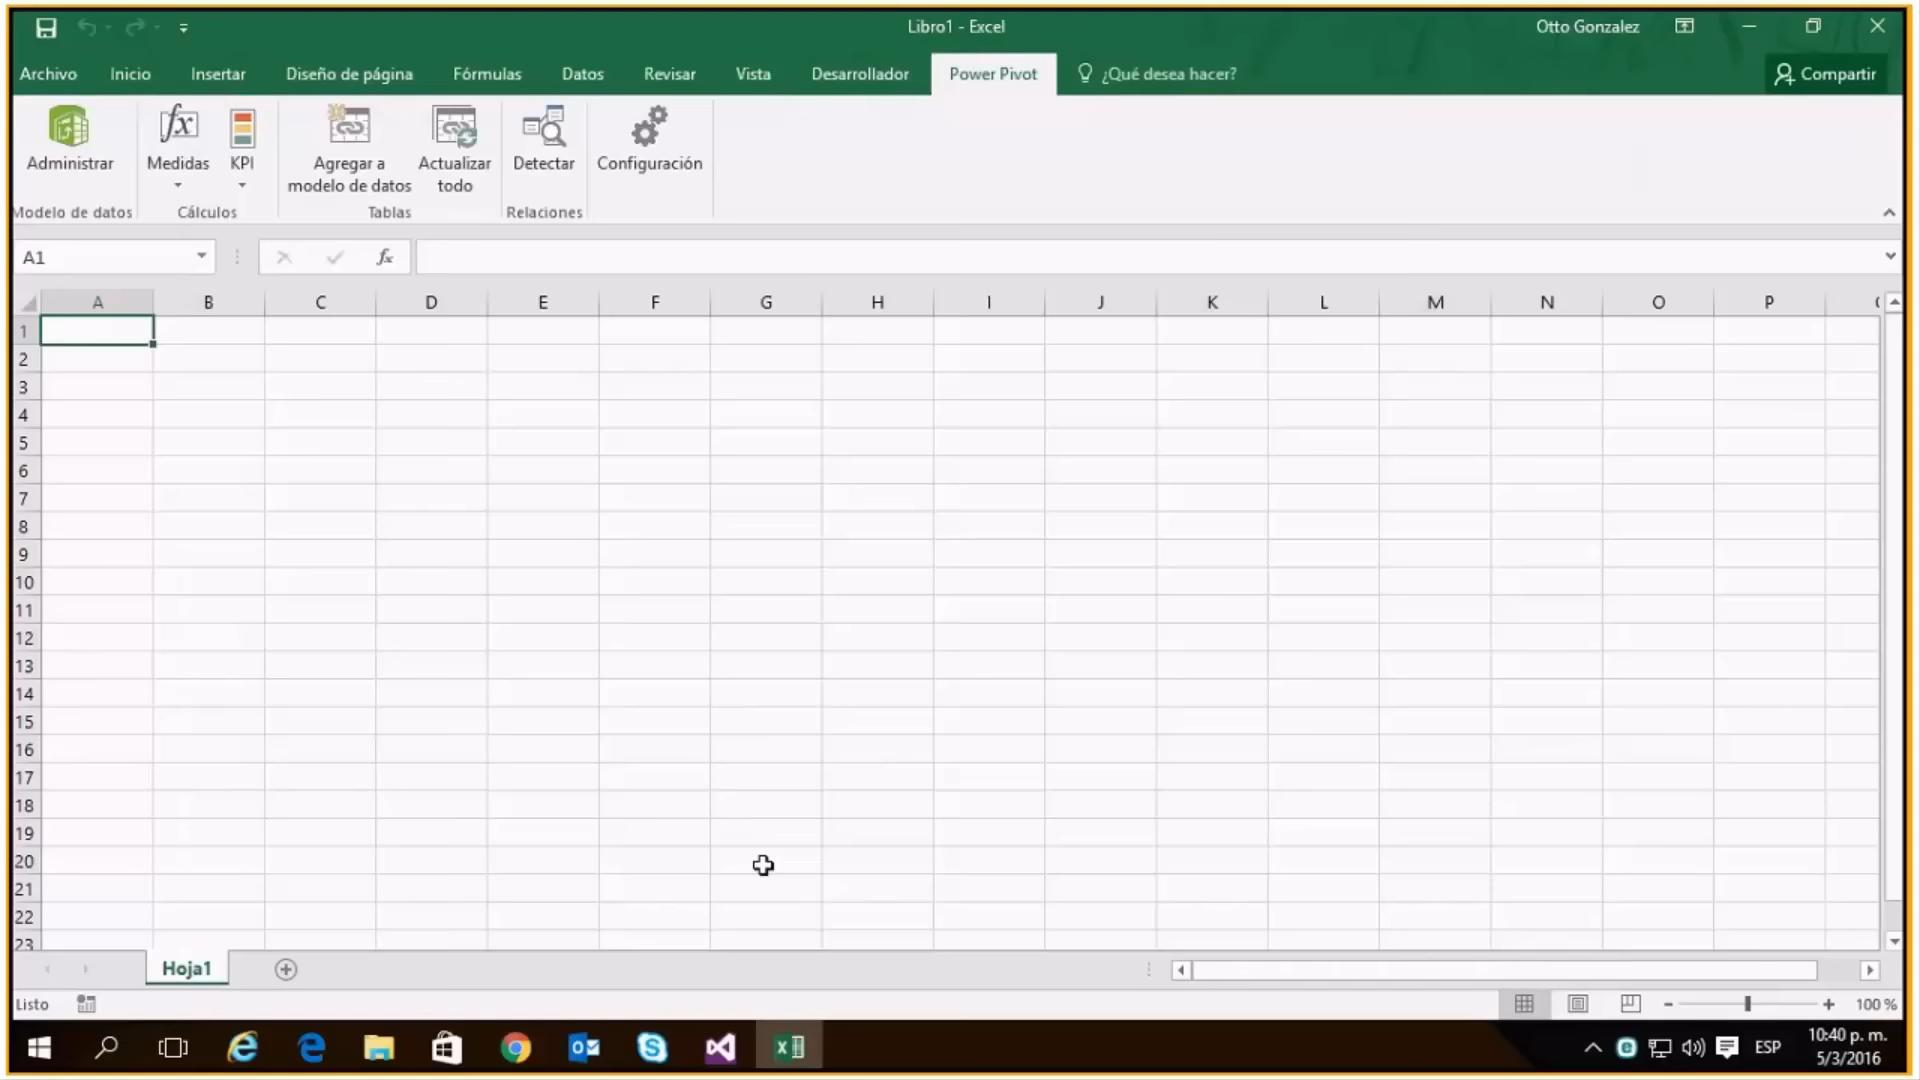 Libro1 - Excel
Otto Gonzalez
Archivo Inicio Insertar Diseño de página Fórmulas Datos Revisar Vista Desarrollador Power Pivot ¿Qué desea hacer? Compartir
fx
Administrar Medidas KPI Agregar a Actualizar Detectar Configuración
modelo de datos todo
Modelo de datos Cálculos Tablas Relaciones
A1 fx
A B C D E F G H I J K L M N O P
1
2
3
4
5
6
7
8
9
10
11
12
13
14
15
16
17
18
19
20
21
22
23
Hoja1
Listo 100 %
ESP 10:40 p. m.
5/3/2016